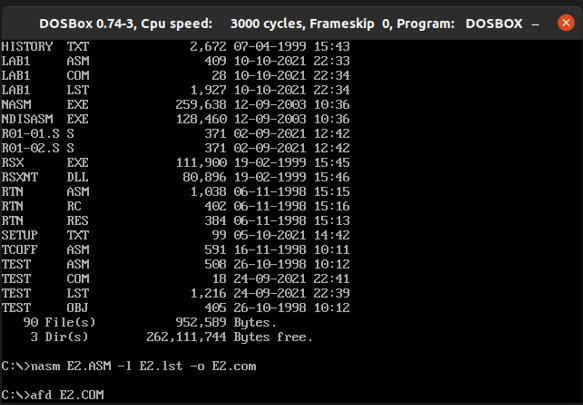 DOSBox 0.74-3, Cpu speed: 3000 cycles, Frameskip 0, Program: DOSBOX
HISTORY TXT 2,672 07-04-1999 15:43
LAB1 ASM 409 10-10-2021 22:33
LAB1 COM 28 10-10-2021 22:34
LAB1 LST 1,927 10-10-2021 22:34
NASM EXE 259,638 12-09-2003 10:36
NDISASM EXE 128,460 12-09-2003 10:36
R01-01.S S 371 02-09-2021 12:42
R01-02.S S 371 02-09-2021 12:42
RSX EXE 111,900 19-02-1999 15:45
RSXNT DLL 80,896 19-02-1999 15:46
RTN ASM 1,038 06-11-1998 15:15
RTN RC 402 06-11-1998 15:16
RTN RES 384 06-11-1998 15:13
SETUP TXT 99 05-10-2021 14:42
TCOFF ASM 591 16-11-1998 10:11
TEST ASM 508 26-10-1998 10:12
TEST COM 18 24-09-2021 22:41
TEST LST 1,216 24-09-2021 22:39
TEST OBJ 405 26-10-1998 10:12
90 File(s) 952,589 Bytes.
3 Dir(s) 262,111,744 Bytes free.
C:\>nasm E2.ASM -l E2.lst -o E2.com
C:\>afd E2.COM